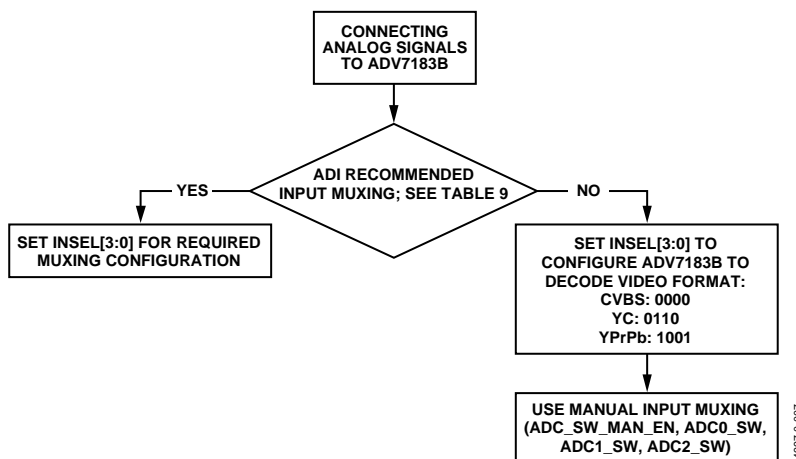 CONNECTING
ANALOG SIGNALS
TO ADV7183B
ADI RECOMMENDED
INPUT MUXING; SEE TABLE 9
YES
NO
SET INSEL[3:0] FOR REQUIRED
MUXING CONFIGURATION
SET INSEL[3:0] TO
CONFIGURE ADV7183B TO
DECODE VIDEO FORMAT:
CVBS: 0000
YC: 0110
YPrPb: 1001
USE MANUAL INPUT MUXING
(ADC_SW_MAN_EN, ADC0_SW,
ADC1_SW, ADC2_SW)